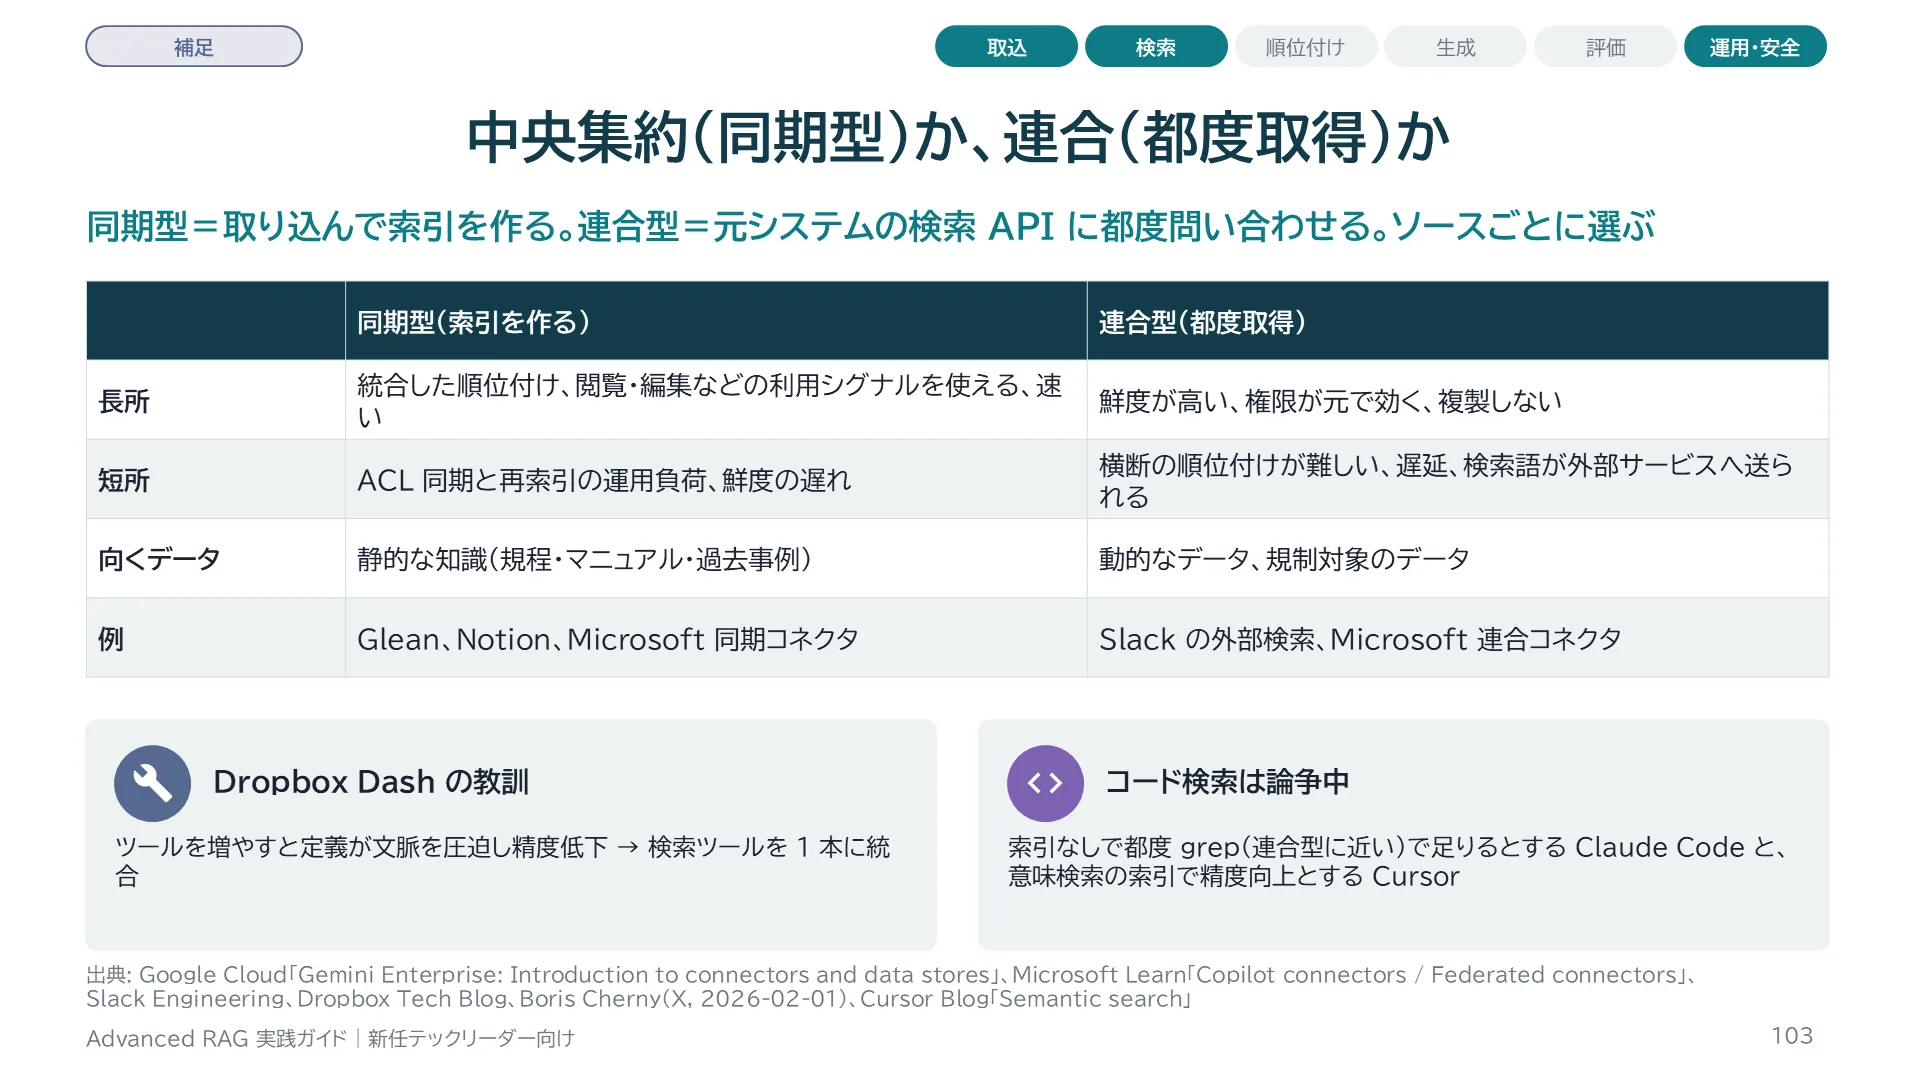 補足
取込
検索
順位付け
生成
評価
運用・安全
中央集約(同期型)か、連合(都度取得)か
同期型＝取り込んで索引を作る。連合型＝元システムの検索 API に都度問い合わせる。ソースごとに選ぶ
同期型(索引を作る)
連合型(都度取得)
長所
統合した順位付け、閲覧・編集などの利用シグナルを使える、速
い
鮮度が高い、権限が元で効く、複製しない
短所
ACL 同期と再索引の運用負荷、鮮度の遅れ
横断の順位付けが難しい、遅延、検索語が外部サービスへ送ら
れる
向くデータ
静的な知識(規程・マニュアル・過去事例)
動的なデータ、規制対象のデータ
例
Glean、Notion、Microsoft 同期コネクタ
Slack の外部検索、Microsoft 連合コネクタ
Dropbox Dash の教訓
ツールを増やすと定義が文脈を圧迫し精度低下 → 検索ツールを 1 本に統
合
コード検索は論争中
索引なしで都度 grep(連合型に近い)で足りるとする Claude Code と、
意味検索の索引で精度向上とする Cursor
出典: Google Cloud「Gemini Enterprise: Introduction to connectors and data stores」、Microsoft Learn「Copilot connectors / Federated connectors」、
Slack Engineering、Dropbox Tech Blog、Boris Cherny(X, 2026-02-01)、Cursor Blog「Semantic search」
Advanced RAG 実践ガイド｜新任テックリーダー向け
103